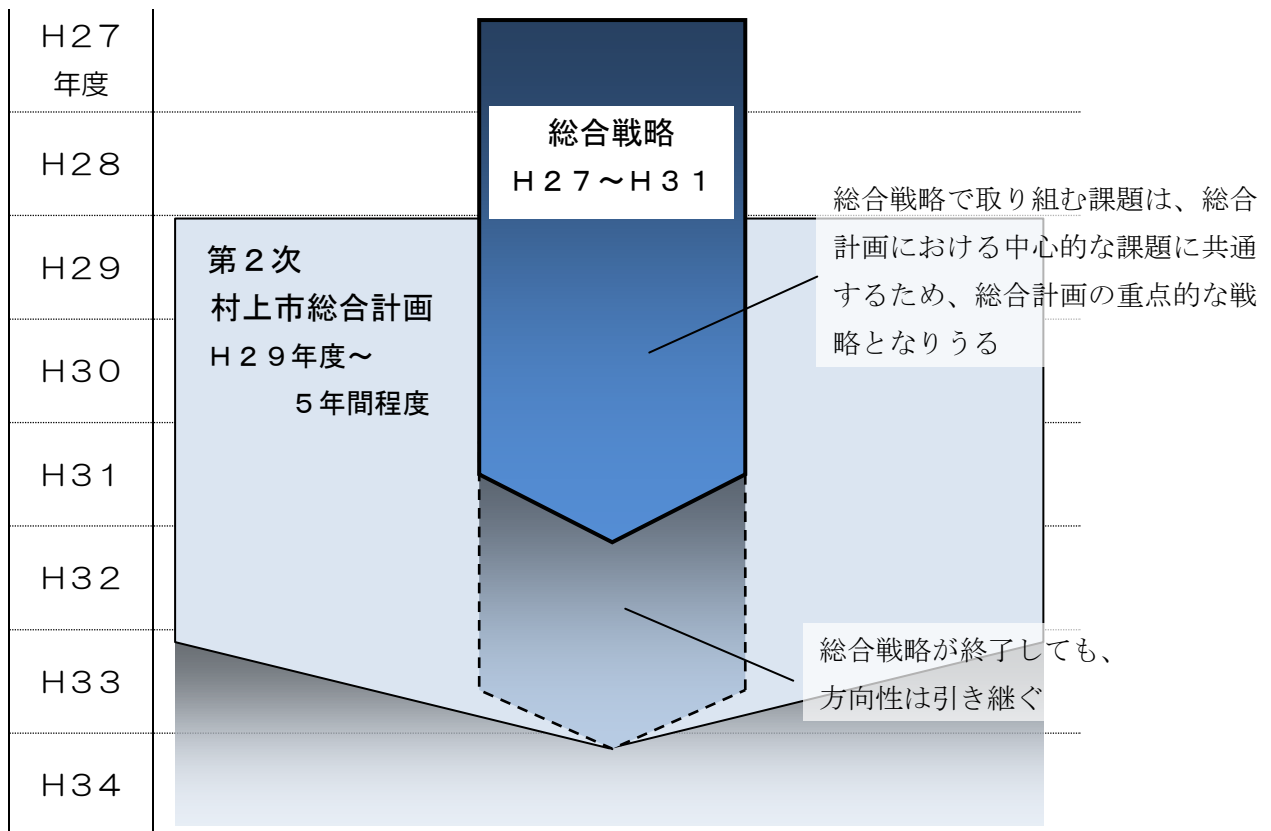 H27
年度
H28
H29
H30
H31
H32
H33
H34
総合戦略
H27～H31
第2次
村上市総合計画
H29年度～
5年間程度
総合戦略で取り組む課題は、総合
計画における中心的な課題に共通
するため、総合計画の重点的な戦
略となりうる
総合戦略が終了しても、
方向性は引き継ぐ